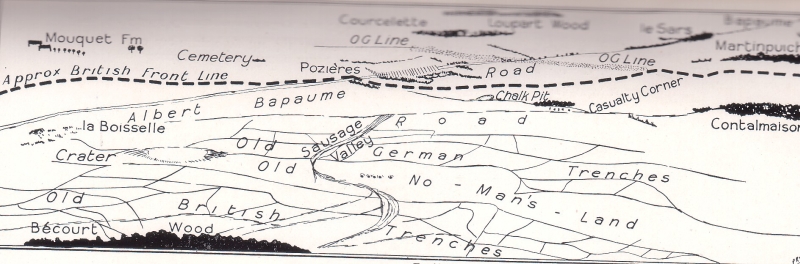 Courcelette
Loupart Wood
le Sars
Bapaume
Mouquet Fm
OG Line
Martinpuich
Cemetery
OG Line
Pozières
Road
Approx British Front Line
Albert Bapaume Road
Chalk Pit
Casualty Corner
Contalmaison
la Boisselle
Sausage
Valley
Old German Trenches
Crater
Old No-Man's-Land
Old British Trenches
Bécourt Wood